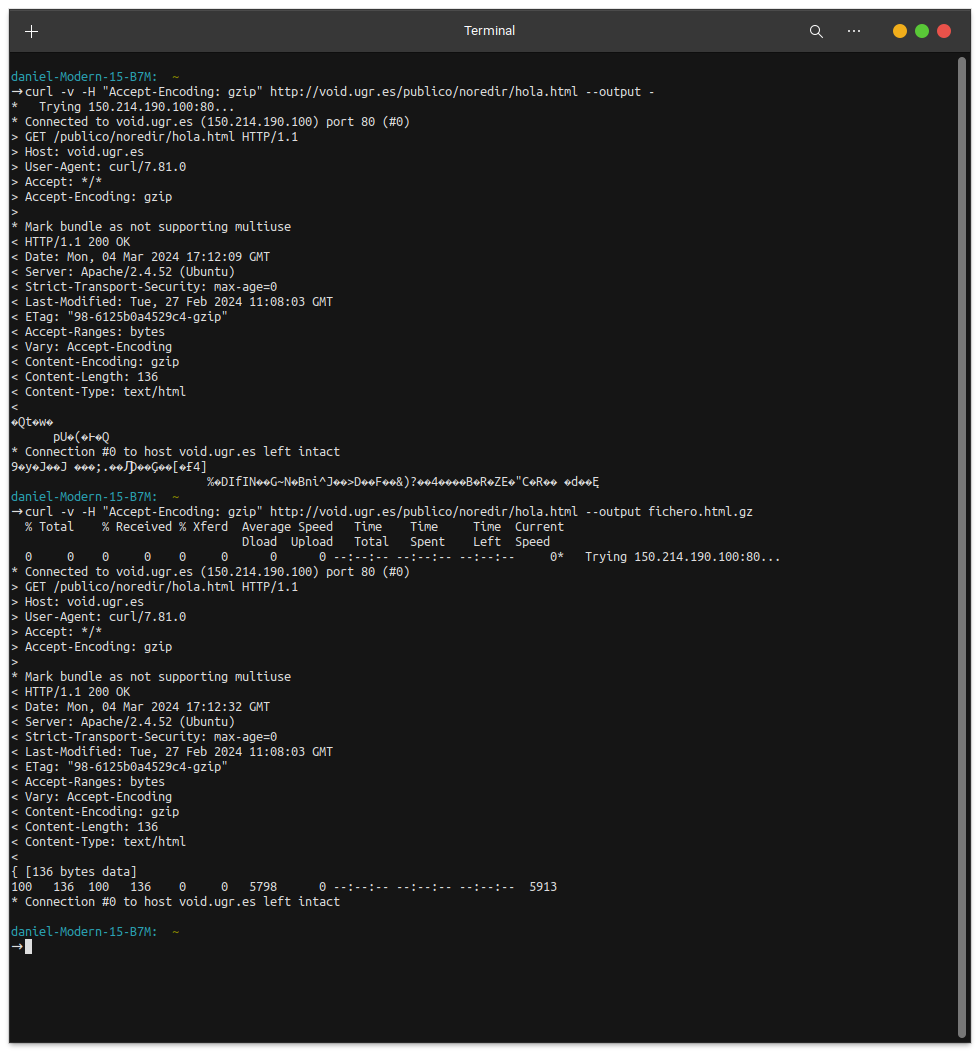 Terminal
daniel-Modern-15-B7M: ~
→curl -v -H "Accept-Encoding: gzip" http://void.ugr.es/publico/noredir/hola.html --output -
*   Trying 150.214.190.100:80...
* Connected to void.ugr.es (150.214.190.100) port 80 (#0)
> GET /publico/noredir/hola.html HTTP/1.1
> Host: void.ugr.es
> User-Agent: curl/7.81.0
> Accept: */*
> Accept-Encoding: gzip
>
* Mark bundle as not supporting multiuse
< HTTP/1.1 200 OK
< Date: Mon, 04 Mar 2024 17:12:09 GMT
< Server: Apache/2.4.52 (Ubuntu)
< Strict-Transport-Security: max-age=0
< Last-Modified: Tue, 27 Feb 2024 11:08:03 GMT
< ETag: "98-6125b0a4529c4-gzip"
< Accept-Ranges: bytes
< Vary: Accept-Encoding
< Content-Encoding: gzip
< Content-Length: 136
< Content-Type: text/html
<
�Qt�w�
* Connection #0 to host void.ugr.es left intact
daniel-Modern-15-B7M: ~
→curl -v -H "Accept-Encoding: gzip" http://void.ugr.es/publico/noredir/hola.html --output fichero.html.gz
  % Total    % Received % Xferd  Average Speed   Time    Time     Time  Current
                                 Dload  Upload   Total   Spent    Left  Speed
  0     0    0     0    0     0      0      0 --:--:-- --:--:-- --:--:--     0*   Trying 150.214.190.100:80...
* Connected to void.ugr.es (150.214.190.100) port 80 (#0)
> GET /publico/noredir/hola.html HTTP/1.1
> Host: void.ugr.es
> User-Agent: curl/7.81.0
> Accept: */*
> Accept-Encoding: gzip
>
* Mark bundle as not supporting multiuse
< HTTP/1.1 200 OK
< Date: Mon, 04 Mar 2024 17:12:32 GMT
< Server: Apache/2.4.52 (Ubuntu)
< Strict-Transport-Security: max-age=0
< Last-Modified: Tue, 27 Feb 2024 11:08:03 GMT
< ETag: "98-6125b0a4529c4-gzip"
< Accept-Ranges: bytes
< Vary: Accept-Encoding
< Content-Encoding: gzip
< Content-Length: 136
< Content-Type: text/html
<
{ [136 bytes data]
100   136  100   136    0     0   5798      0 --:--:-- --:--:-- --:--:--  5913
* Connection #0 to host void.ugr.es left intact
daniel-Modern-15-B7M: ~
→